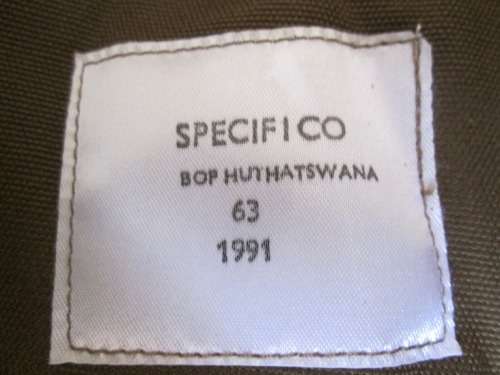 SPECIFICO
BOP HUTHATSWANA
63
1991